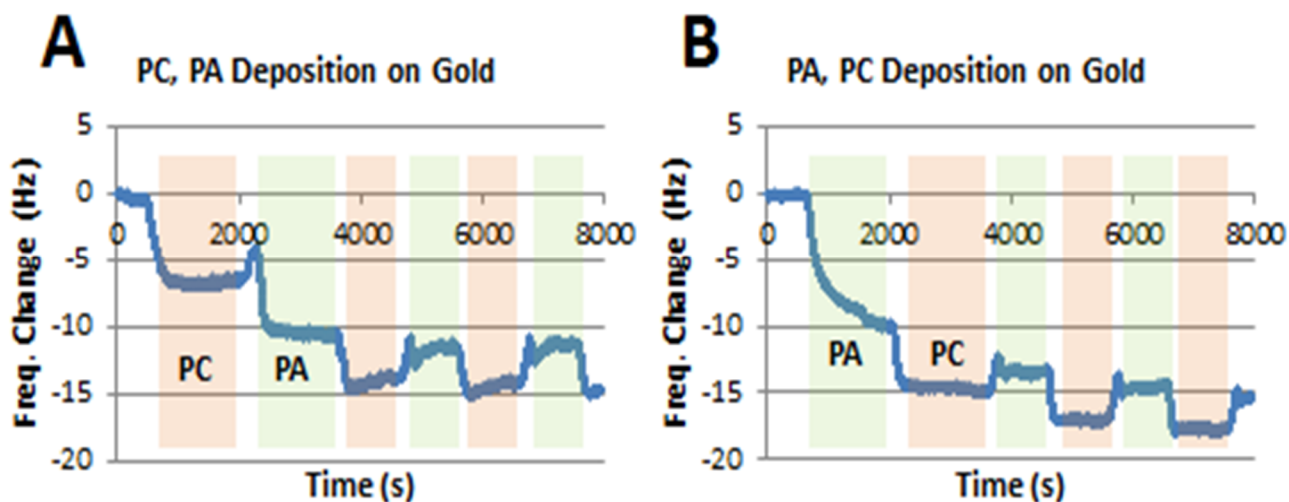 A
PC, PA Deposition on Gold
Freq. Change (Hz)
5
0
-5
-10
-15
-20
0 2000 4000 6000 8000
PC PA
Time (s)
B
PA, PC Deposition on Gold
Freq. Change (Hz)
5
0
-5
-10
-15
-20
0 2000 4000 6000 8000
PA PC
Time (s)